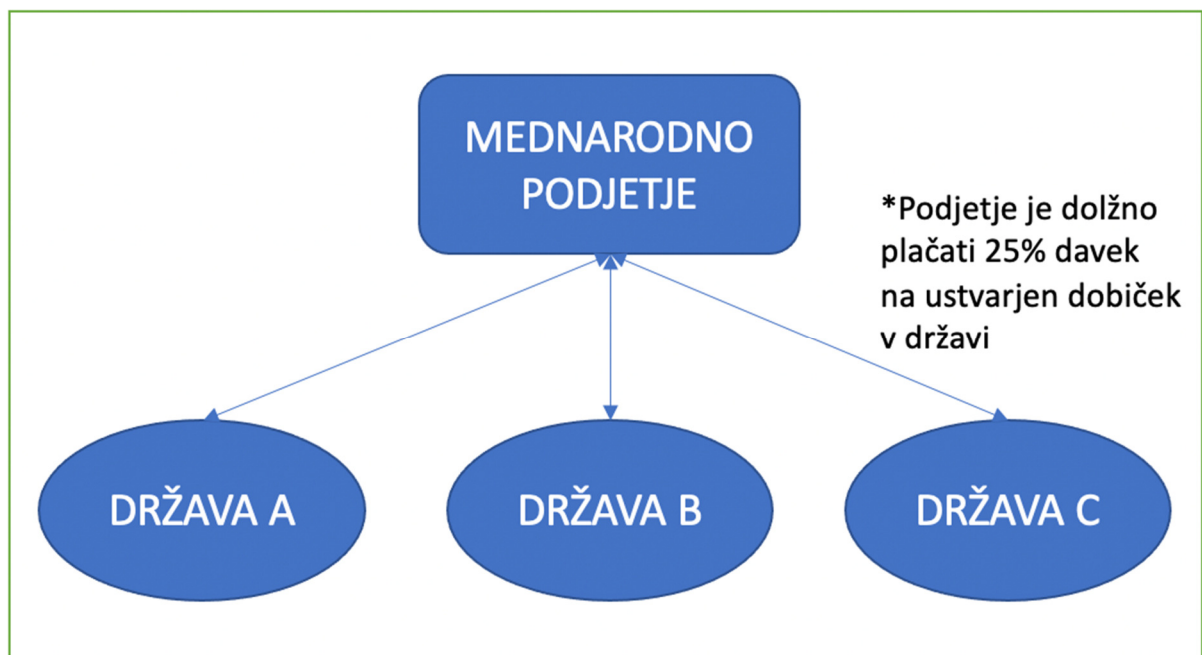 MEDNARODNO
PODJETJE
*Podjetje je dolžno
plačati 25% davek
na ustvarjen dobiček
v državi
DRŽAVA A
DRŽAVA B
DRŽAVA C